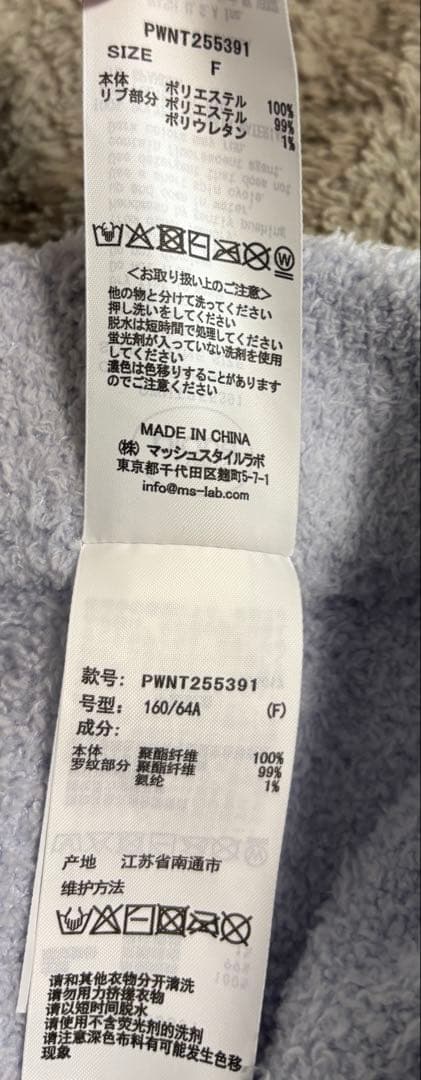 PWNT255391
SIZE F
本体 ポリエステル 100%
リブ部分 ポリエステル 99%
ポリウレタン 1%
<お取り扱い上のご注意>
他の物と分けて洗ってください
押し洗いをしてください
脱水は短時間で処理してください
蛍光剤が入っていない洗剤を使用
してください
濃色は色移りすることがあります
のでご注意ください
MADE IN CHINA
(株) マッシュスタイルラボ
東京都千代田区麹町5-7-1
info@ms-lab.com
款号: PWNT255391
号型: 160/64A (F)
成分:
本体 聚酯纤维 100%
罗纹部分 聚酯纤维 99%
氨纶 1%
产地 江苏省南通市
维护方法
请和其他衣物分开清洗
请勿用力挤搓衣物
请以短时间脱水
请使用不含荧光剂的洗剂
请注意深色布料有可能发生色移
现象